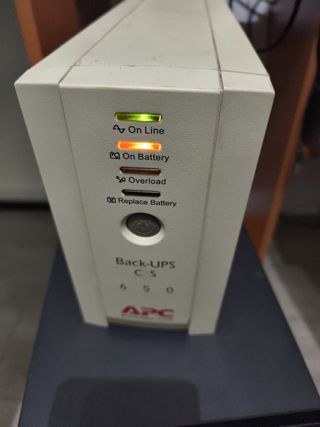 On Line
On Battery
Overload
Replace Battery
Back-UPS
CS
650
APC